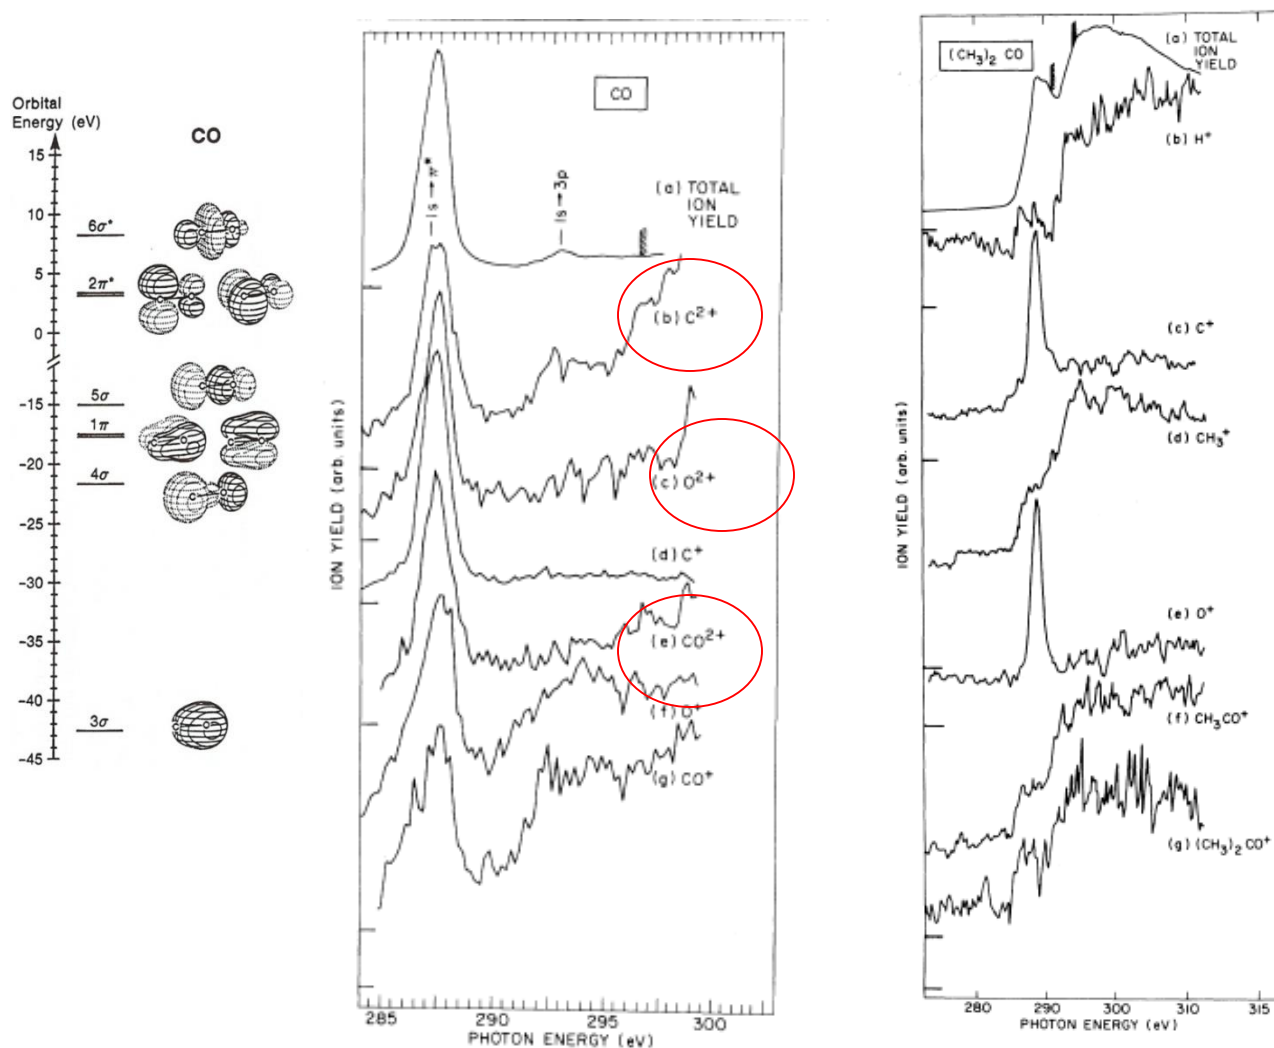 Orbital
Energy (eV)
CO
15
10
5
0
-15
-20
-25
-30
-35
-40
-45
6σ*
2π*
5σ
1π
4σ
3σ
CO
1s→π*
1s→3p
(a) TOTAL
ION
YIELD
(b) C2+
(c) O2+
(d) C+
(e) CO2+
(f) O+
(g) CO+
ION YIELD (arb. units)
285
290
295
300
PHOTON ENERGY (eV)
(CH3)2 CO
(a) TOTAL
ION
YIELD
(b) H+
(c) C+
(d) CH3+
(e) O+
(f) CH3CO+
(g) (CH3)2CO+
ION YIELD (arb. units)
280
290
300
310
PHOTON ENERGY (eV)